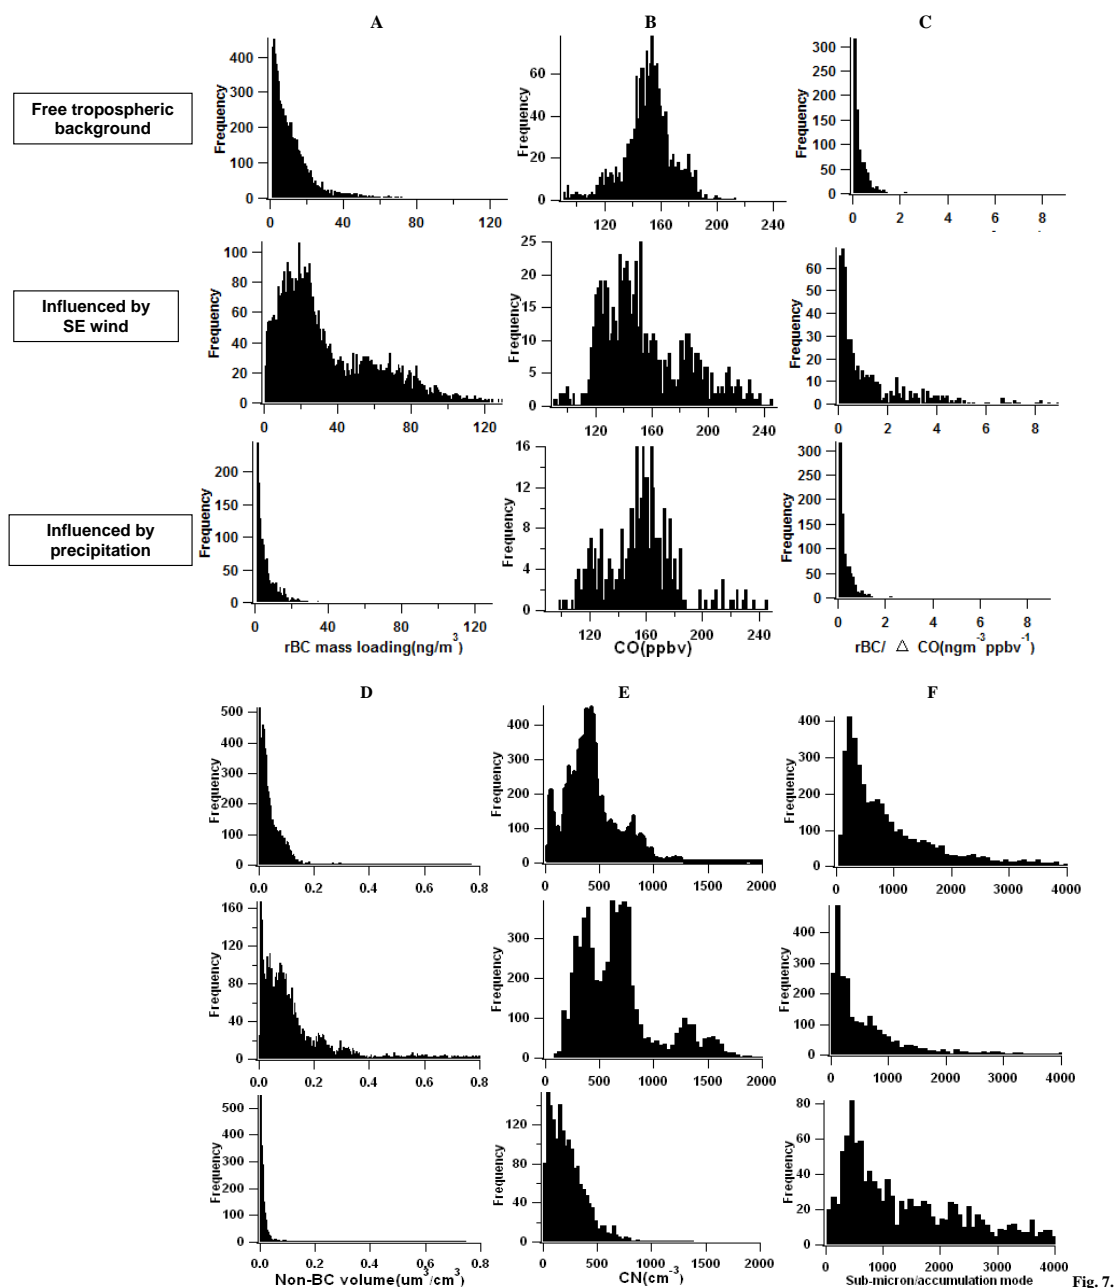 A B C
Free tropospheric
background
Frequency
400
300
200
100
0
0 40 80 120
Frequency
60
40
20
0
120 160 200 240
Frequency
300
250
200
150
100
50
0
0 2 4 6 8
Influenced by
SE wind
Frequency
100
80
60
40
20
0
0 40 80 120
Frequency
25
20
15
10
5
0
120 160 200 240
Frequency
60
50
40
30
20
10
0
0 2 4 6 8
Influenced by
precipitation
Frequency
200
150
100
50
0
0 40 80 120
rBC mass loading(ng/m³)
Frequency
16
12
8
4
0
120 160 200 240
CO(ppbv)
Frequency
300
250
200
150
100
50
0
0 2 4 6 8
rBC/ △ CO(ngm⁻³ppbv⁻¹)
D E F
Frequency
500
400
300
200
100
0
0.0 0.2 0.4 0.6 0.8
Frequency
400
300
200
100
0
0 500 1000 1500 2000
Frequency
400
300
200
100
0
0 1000 2000 3000 4000
Frequency
160
120
80
40
0
0.0 0.2 0.4 0.6 0.8
Frequency
300
200
100
0
0 500 1000 1500 2000
Frequency
400
300
200
100
0
0 1000 2000 3000 4000
Frequency
500
400
300
200
100
0
0.0 0.2 0.4 0.6 0.8
Non-BC volume(um³/cm³)
Frequency
120
80
40
0
0 500 1000 1500 2000
CN(cm⁻³)
Frequency
80
60
40
20
0
0 1000 2000 3000 4000
Sub-micron/accumulation mode
Fig. 7.